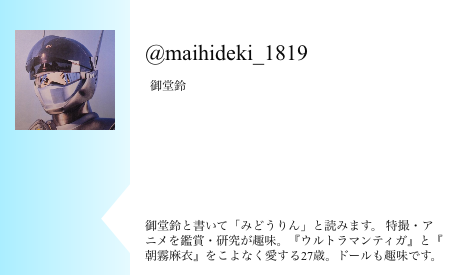 @maihideki_1819
御堂鈴
御堂鈴と書いて「みどうりん」と読みます。 特撮・ア
ニメを鑑賞・研究が趣味。『ウルトラマンティガ』と『
朝霧麻衣』をこよなく愛する27歳。ドールも趣味です。